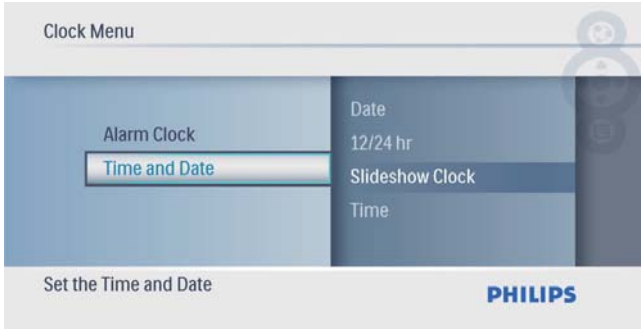 Clock Menu
Alarm Clock
Time and Date
Date
12/24 hr
Slideshow Clock
Time
Set the Time and Date
PHILIPS